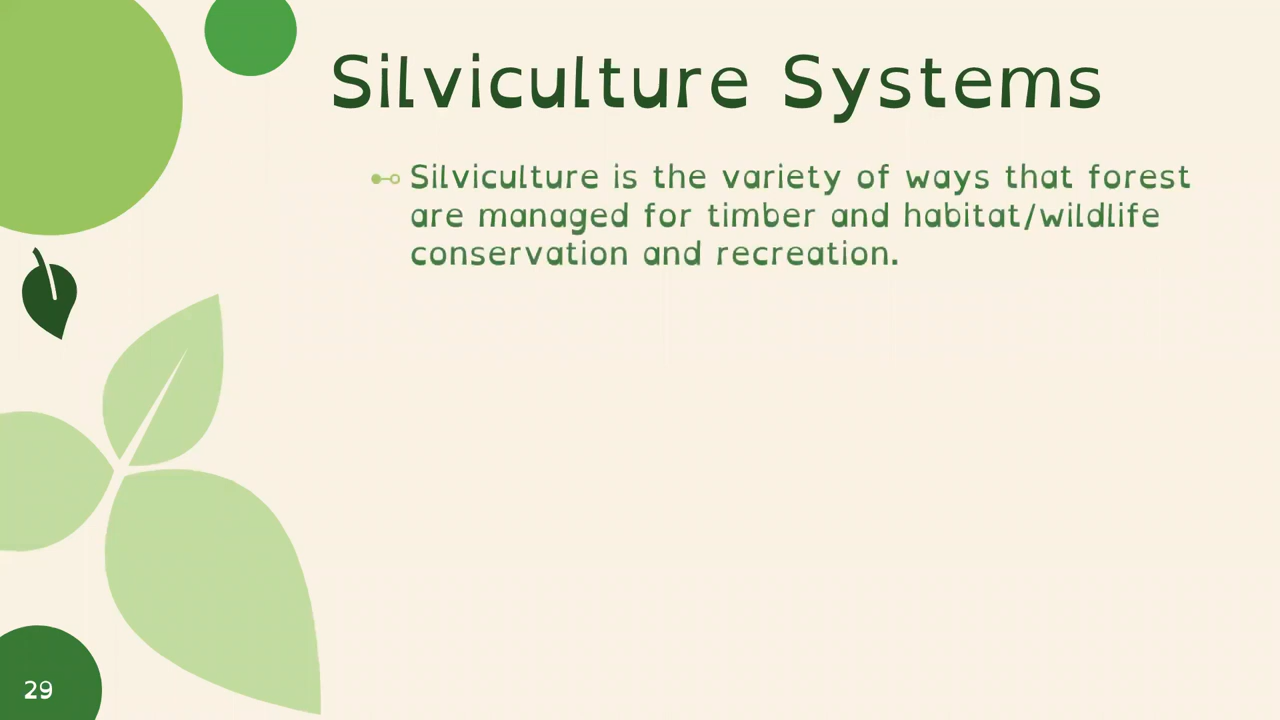 Silviculture Systems
Silviculture is the variety of ways that forest
are managed for timber and habitat/wildlife
conservation and recreation.
29